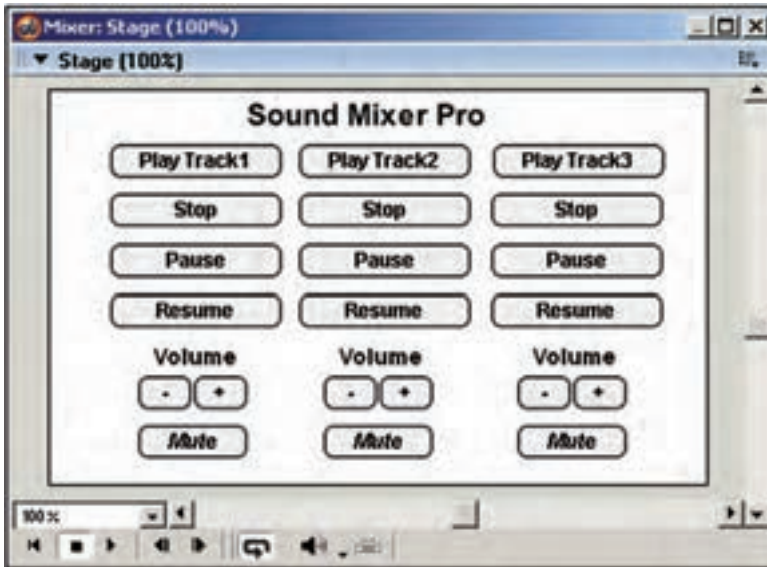 Mixer: Stage (100%)
Stage (100%)
Sound Mixer Pro
Play Track1 Play Track2 Play Track3
Stop Stop Stop
Pause Pause Pause
Resume Resume Resume
Volume Volume Volume
- + - + - +
Mute Mute Mute
100%